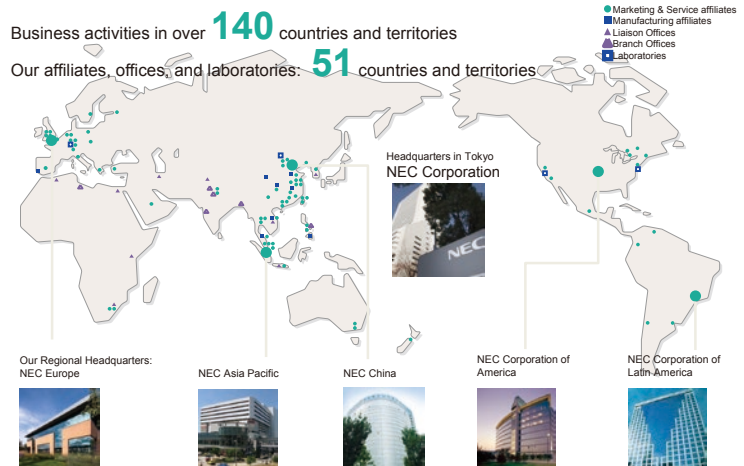 Business activities in over 140 countries and territories
Our affiliates, offices, and laboratories: 51 countries and territories
Marketing & Service affiliates
Manufacturing affiliates
Liaison Offices
Branch Offices
Laboratories
Headquarters in Tokyo
NEC Corporation
NEC
Our Regional Headquarters:
NEC Europe
NEC Asia Pacific
NEC China
NEC Corporation of
America
NEC Corporation of
Latin America